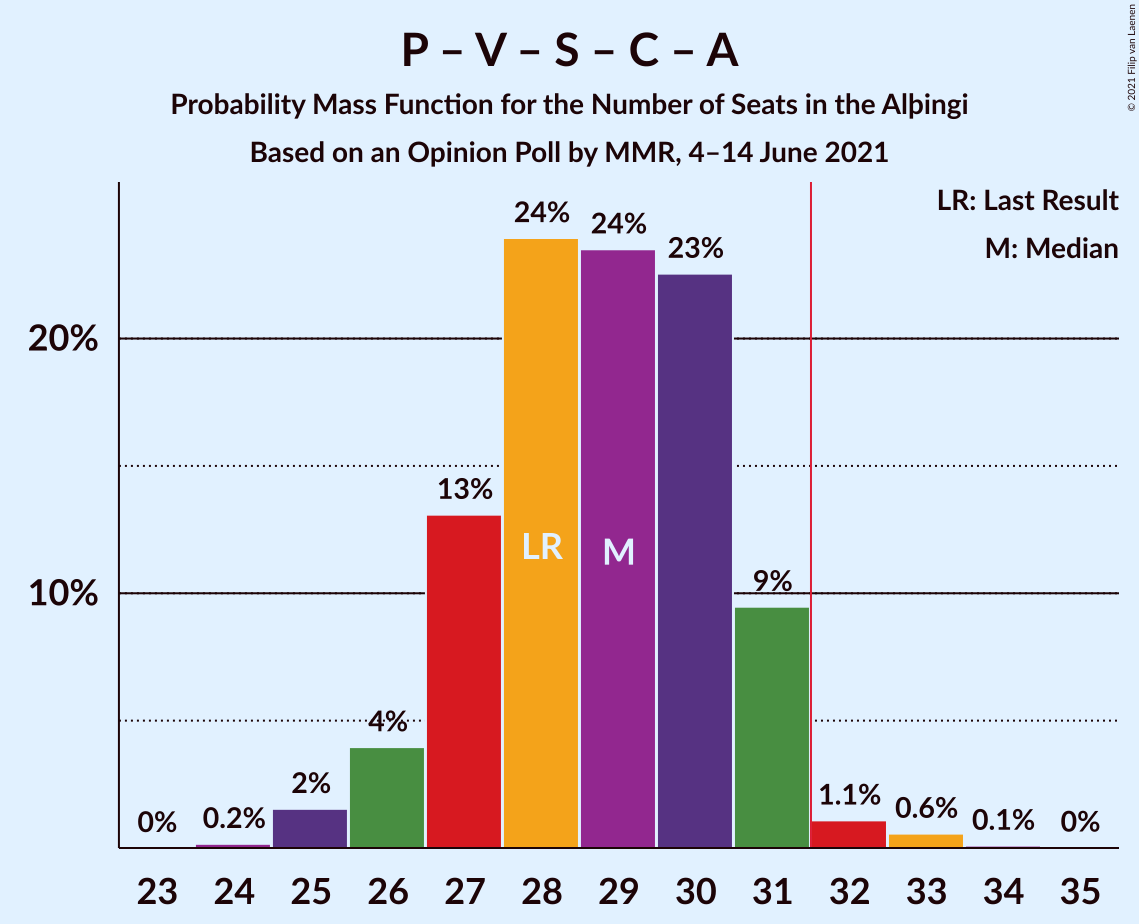 P – V – S – C – A
Probability Mass Function for the Number of Seats in the Alþingi
Based on an Opinion Poll by MMR, 4–14 June 2021
© 2021 Filip van Laenen
LR: Last Result
M: Median
20%
10%
0%
0.2%
2%
4%
13%
24%
24%
23%
9%
1.1%
0.6%
0.1%
0%
LR
M
23 24 25 26 27 28 29 30 31 32 33 34 35